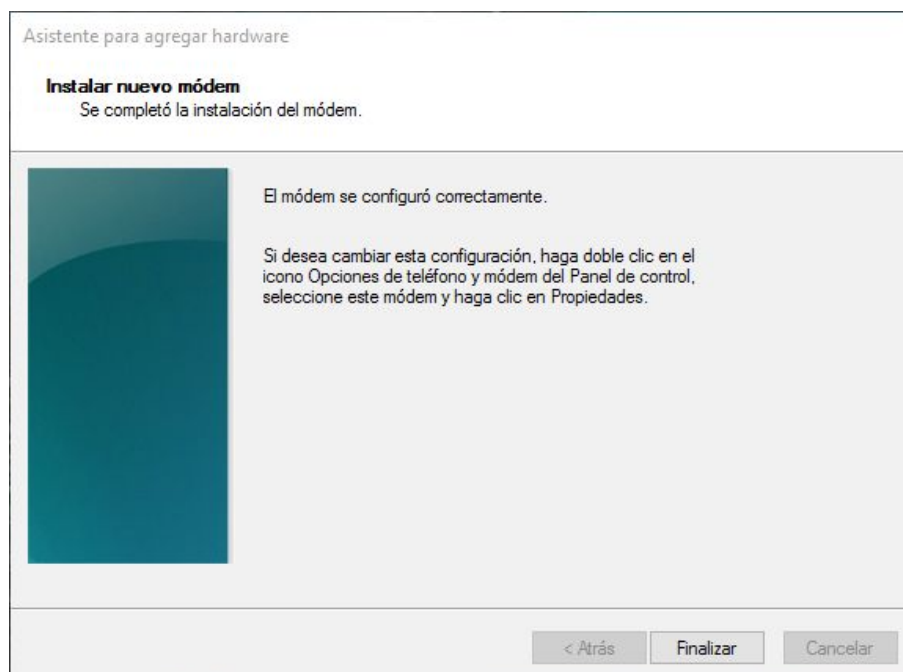 Asistente para agregar hardware
Instalar nuevo módem
Se completó la instalación del módem.
El módem se configuró correctamente.
Si desea cambiar esta configuración, haga doble clic en el
icono Opciones de teléfono y módem del Panel de control,
seleccione este módem y haga clic en Propiedades.
< Atrás
Finalizar
Cancelar